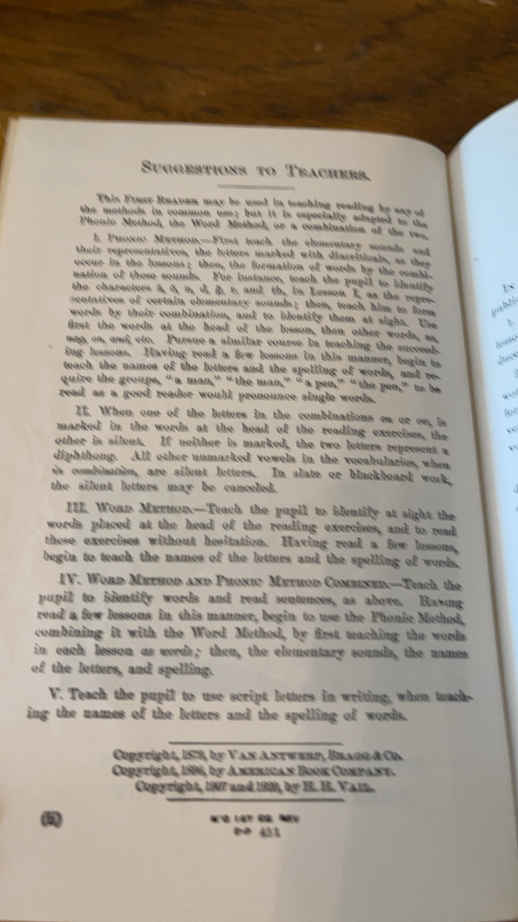 SUGGESTIONS TO TEACHERS.
This FIRST READER may be used in teaching reading by any of
the methods in common use; but it is especially adapted to the
Phonic Method, the Word Method, or a combination of the two.
I. PHONIC METHOD.—First teach the elementary sounds and
their representatives, the letters marked with diacriticals, as they
occur in the lessons; then, the formation of words by the combi-
nation of these sounds. For instance, teach the pupil to identify
the characters and th, in Lesson I, as the repre-
sentatives of certain elementary sounds; then, teach him to form
words by their combination, and to identify them at sight. Use
first the words at the head of the lesson, then other words, as,
etc. Pursue a similar course in teaching the succeed-
ing lessons. Having read a few lessons in this manner, begin to
teach the names of the letters and the spelling of words, and re-
quire the groups, "a man," "the man," "a pen," "the pen," to be
read as a good reader would pronounce single words.
II. When one of the letters in the combinations ou or ow, is
marked in the words at the head of the reading exercises, the
other is silent. If neither is marked, the two letters represent a
diphthong. All other unmarked vowels in the vocabularies, when
in combination, are silent letters. In slate or blackboard work,
the silent letters may be canceled.
III. WORD METHOD.—Teach the pupil to identify at sight the
words placed at the head of the reading exercises, and to read
these exercises without hesitation. Having read a few lessons,
begin to teach the names of the letters and the spelling of words.
IV. WORD METHOD AND PHONIC METHOD COMBINED.—Teach the
pupil to identify words and read sentences, as above. Having
read a few lessons in this manner, begin to use the Phonic Method,
combining it with the Word Method, by first teaching the words
in each lesson as words; then, the elementary sounds, the names
of the letters, and spelling.
V. Teach the pupil to use script letters in writing, when teach-
ing the names of the letters and the spelling of words.
Copyright, 1879, by VAN ANTWERP, BRAGG & CO.
Copyright, 1896, by AMERICAN BOOK COMPANY.
Copyright, 1907 and 1920, by H. H. VAIL.